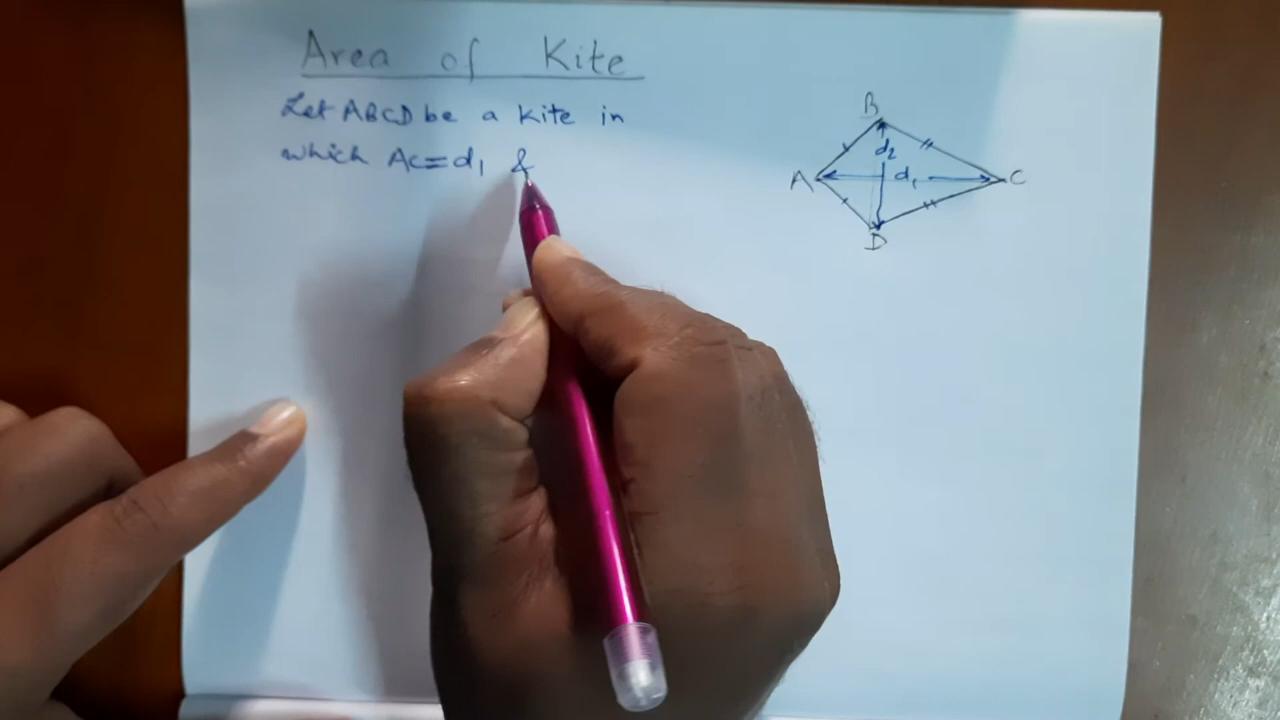 Area of Kite
Let ABCD be a kite in
which AC=d₁ &
B
d₂
A
d₁
C
D